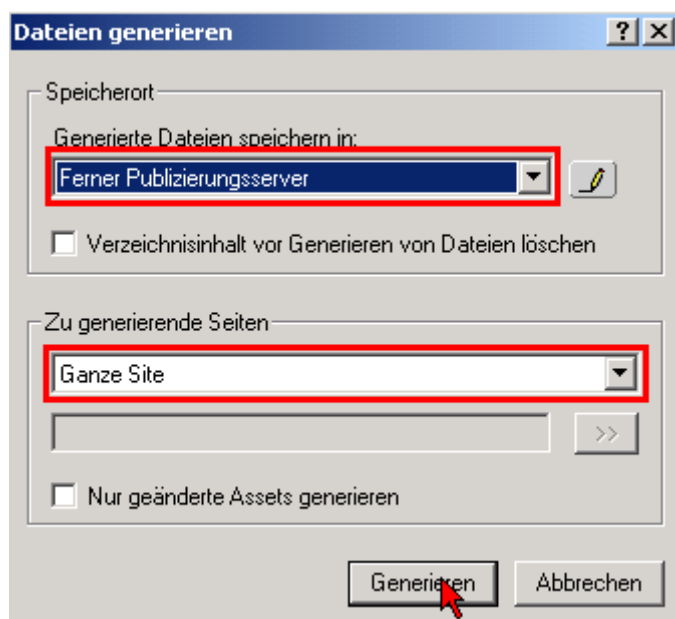 Dateien generieren
Speicherort
Generierte Dateien speichern in:
Ferner Publizierungsserver
Verzeichnisinhalt vor Generieren von Dateien löschen
Zu generierende Seiten
Ganze Site
>>
Nur geänderte Assets generieren
Generieren Abbrechen